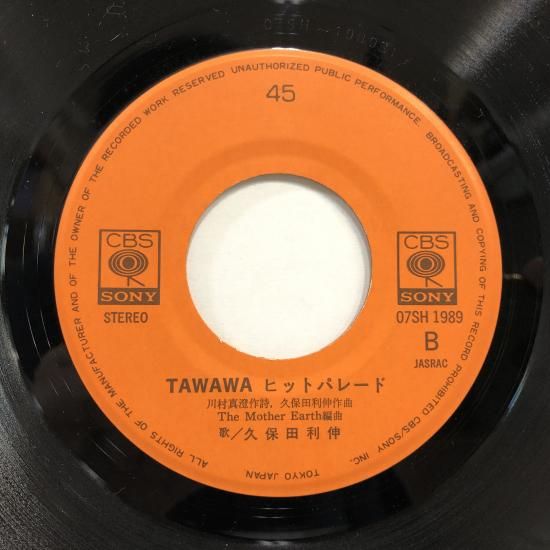 ALL RIGHTS OF THE MANUFACTURER AND OF THE OWNER OF THE RECORDED WORK RESERVED UNAUTHORIZED PUBLIC PERFORMANCE BROADCASTING AND COPYING OF THIS RECORD PROHIBITED CBS/SONY INC.
TOKYO JAPAN
45
CBS
SONY
STEREO
CBS
SONY
07SH 1989
B
JASRAC
TAWAWA ヒットパレード
川村真澄作詩, 久保田利伸作曲
The Mother Earth編曲
歌/久保田利伸